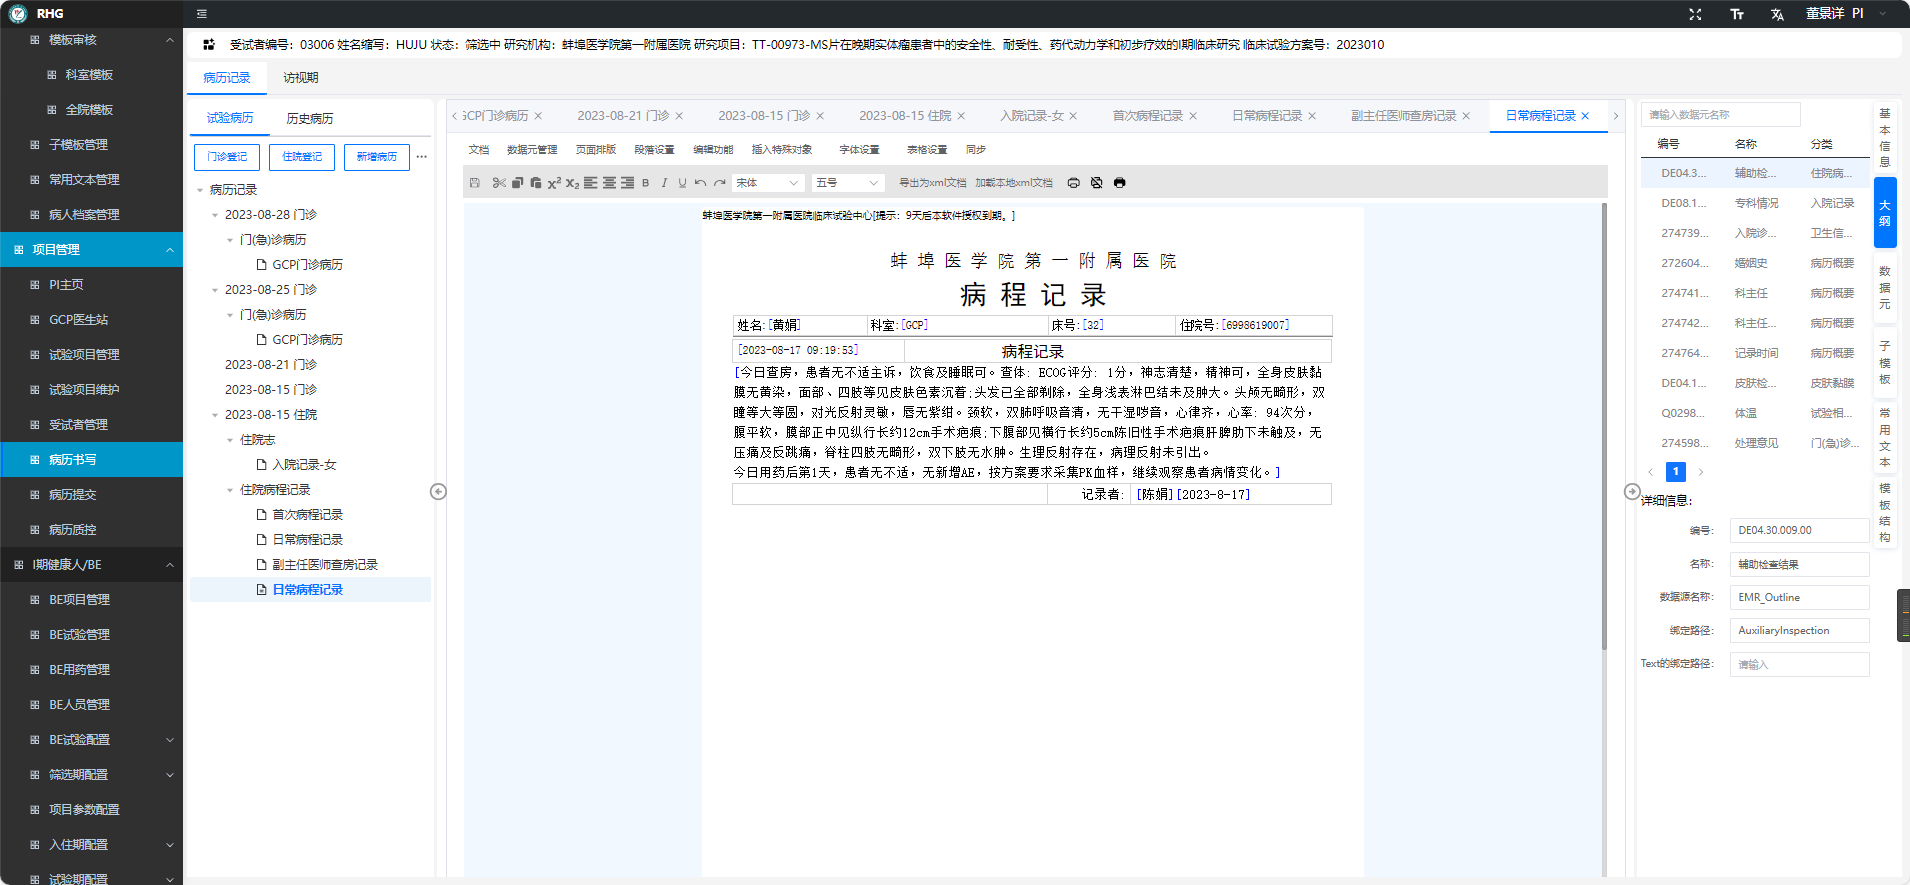 RHG
董景详 PI
模板审核
科室模板
全院模板
子模板管理
常用文本管理
病人档案管理
项目管理
PI主页
GCP医生站
试验项目管理
试验项目维护
受试者管理
病历书写
病历提交
病历质控
I期健康人/BE
BE项目管理
BE试验管理
BE用药管理
BE人员管理
BE试验配置
筛选期配置
项目参数配置
入住期配置
试验期配置
受试者编号：03006 姓名缩写：HUJU 状态：筛选中 研究机构：蚌埠医学院第一附属医院 研究项目：TT-00973-MS片在晚期实体瘤患者中的安全性、耐受性、药代动力学和初步疗效的I期临床研究 临床试验方案号：2023010
病历记录 访视期
试验病历 历史病历
门诊登记 住院登记 新增病历 ···
病历记录
2023-08-28 门诊
门(急)诊病历
GCP门诊病历
2023-08-25 门诊
门(急)诊病历
GCP门诊病历
2023-08-21 门诊
2023-08-15 门诊
2023-08-15 住院
住院志
入院记录-女
住院病程记录
首次病程记录
日常病程记录
副主任医师查房记录
日常病程记录
GCP门诊病历 2023-08-21 门诊 2023-08-15 门诊 2023-08-15 住院 入院记录-女 首次病程记录 日常病程记录 副主任医师查房记录 日常病程记录
文档 数据元管理 页面排版 段落设置 编辑功能 插入特殊对象 字体设置 表格设置 同步
宋体 五号 导出为xml文档 加载本地xml文档
蚌埠医学院第一附属医院临床试验中心[提示：9天后本软件授权到期。]
蚌埠医学院第一附属医院
病程记录
姓名:[黄娟] 科室:[GCP] 床号:[32] 住院号:[6998619007]
[2023-08-17 09:19:53] 病程记录
[今日查房，患者无不适主诉，饮食及睡眠可。查体：ECOG评分：1分，神志清楚，精神可，全身皮肤黏
膜无黄染，面部、四肢等见皮肤色素沉着;头发已全部剃除，全身浅表淋巴结未及肿大。头颅无畸形，双
瞳等大等圆，对光反射灵敏，唇无紫绀。颈软，双肺呼吸音清，无干湿啰音，心律齐，心率：94次分，
腹平软，腹部正中见纵行长约12cm手术疤痕;下腹部见横行长约5cm陈旧性手术疤痕肝脾肋下未触及，无
压痛及反跳痛，脊柱四肢无畸形，双下肢无水肿。生理反射存在，病理反射未引出。
今日用药后第1天，患者无不适，无新增AE，按方案要求采集PK血样，继续观察患者病情变化。]
记录者：[陈娟][2023-8-17]
请输入数据元名称
编号 名称 分类
DE04.3... 辅助检... 住院病...
DE08.1... 专科情况 入院记录
274739... 入院诊... 卫生信...
272604... 婚姻史 病历概要
274741... 科主任 病历概要
274742... 科主任... 病历概要
274764... 记录时间 病历概要
DE04.1... 皮肤检... 皮肤黏膜
Q0298... 体温 试验相...
274598... 处理意见 门(急)诊...
1
详细信息：
编号： DE04.30.009.00
名称： 辅助检查结果
数据源名称： EMR_Outline
绑定路径： AuxiliaryInspection
Text的绑定路径： 请输入
基本信息
大纲
数据元
子模板
常用文本
模板结构